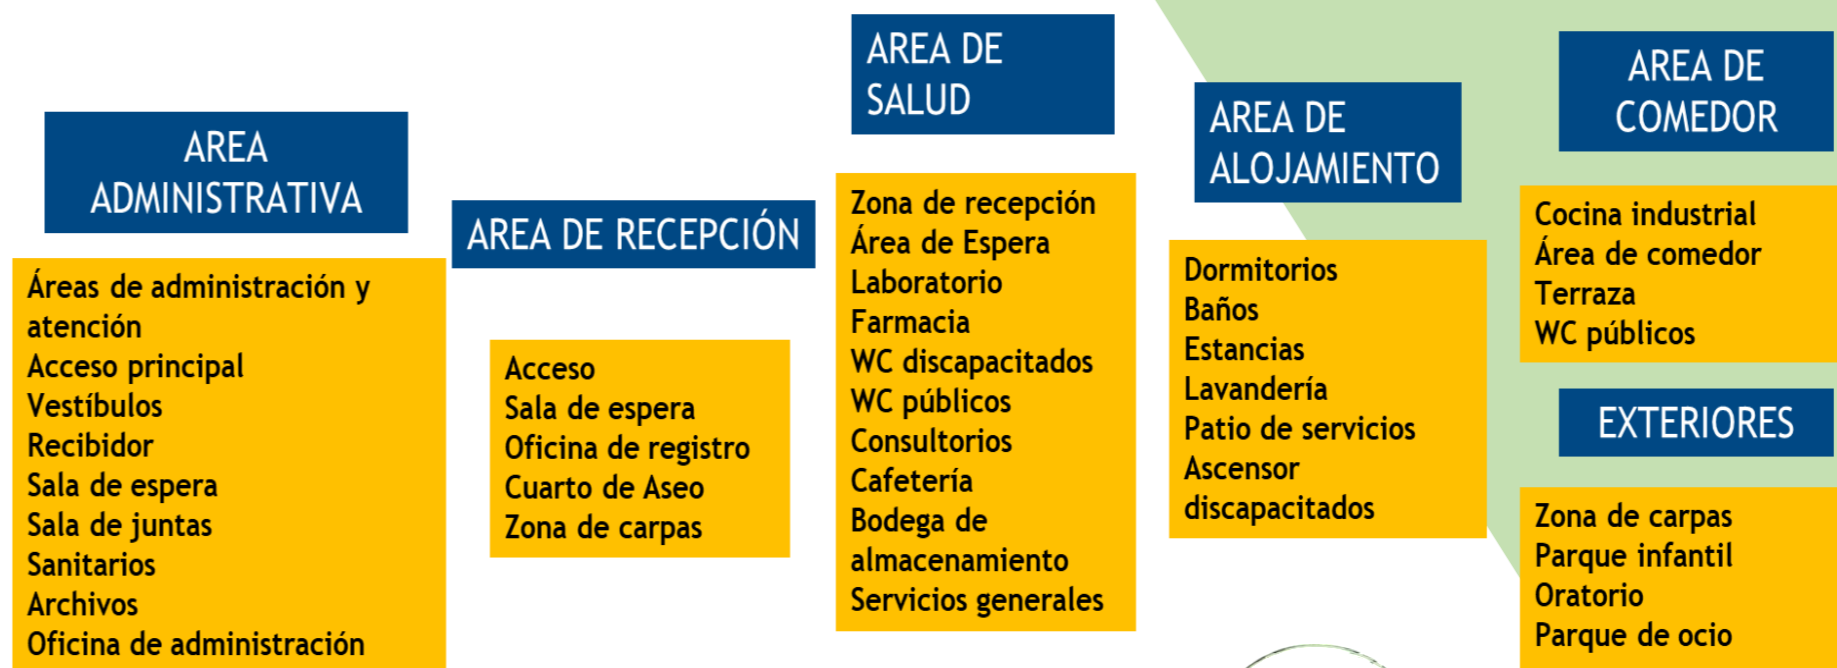 AREA
ADMINISTRATIVA
Áreas de administración y
atención
Acceso principal
Vestíbulos
Recibidor
Sala de espera
Sala de juntas
Sanitarios
Archivos
Oficina de administración
AREA DE RECEPCIÓN
Acceso
Sala de espera
Oficina de registro
Cuarto de Aseo
Zona de carpas
AREA DE
SALUD
Zona de recepción
Área de Espera
Laboratorio
Farmacia
WC discapacitados
WC públicos
Consultorios
Cafetería
Bodega de
almacenamiento
Servicios generales
AREA DE
ALOJAMIENTO
Dormitorios
Baños
Estancias
Lavandería
Patio de servicios
Ascensor
discapacitados
AREA DE
COMEDOR
Cocina industrial
Área de comedor
Terraza
WC públicos
EXTERIORES
Zona de carpas
Parque infantil
Oratorio
Parque de ocio